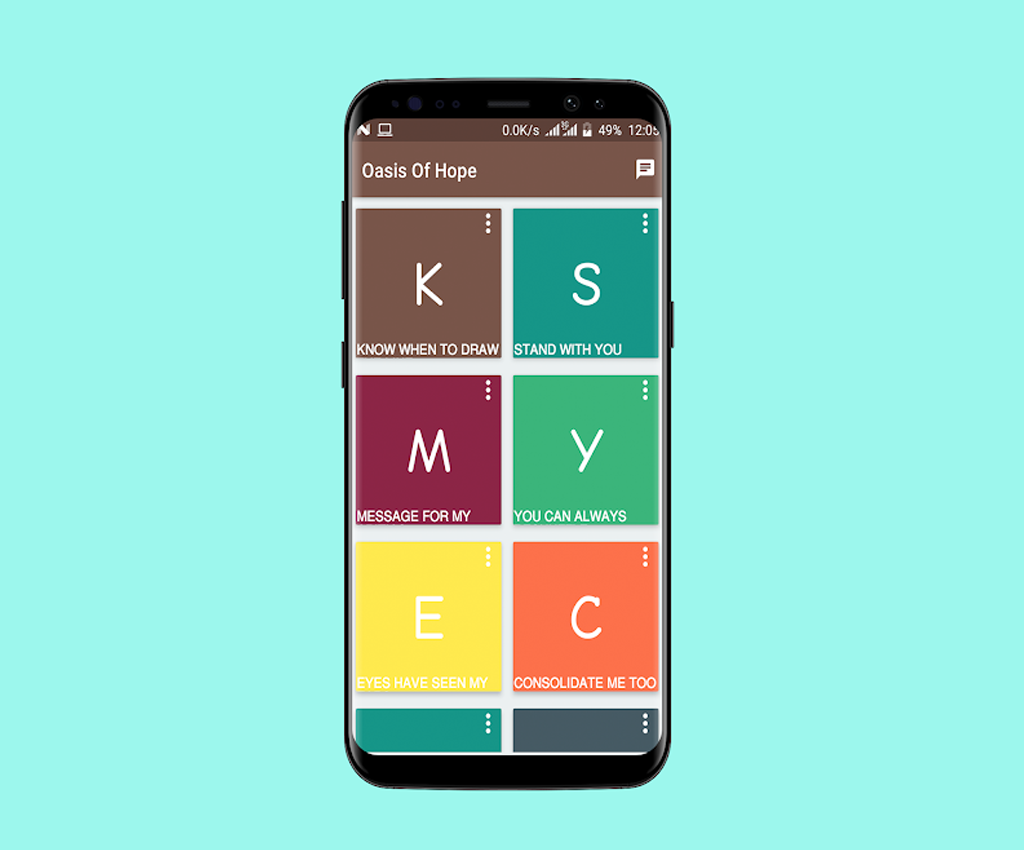 0.0K/s 3G 49% 12:05
Oasis Of Hope
K
S
KNOW WHEN TO DRAW
STAND WITH YOU
M
Y
MESSAGE FOR MY
YOU CAN ALWAYS
E
C
EYES HAVE SEEN MY
CONSOLIDATE ME TOO